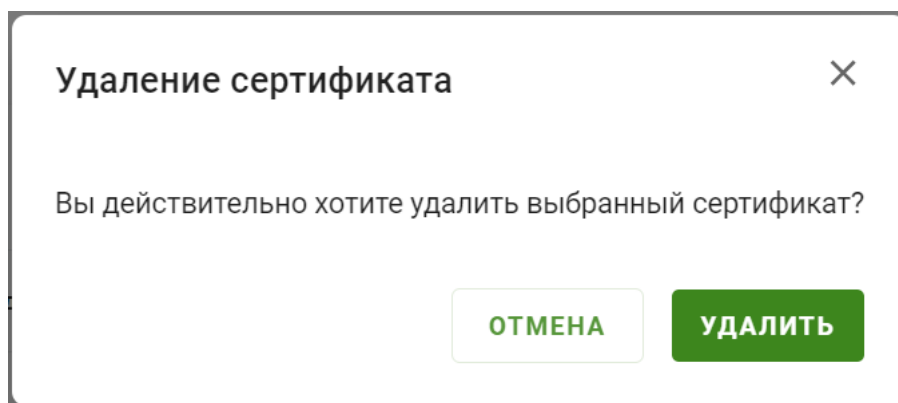 Удаление сертификата
Вы действительно хотите удалить выбранный сертификат?
ОТМЕНА
УДАЛИТЬ